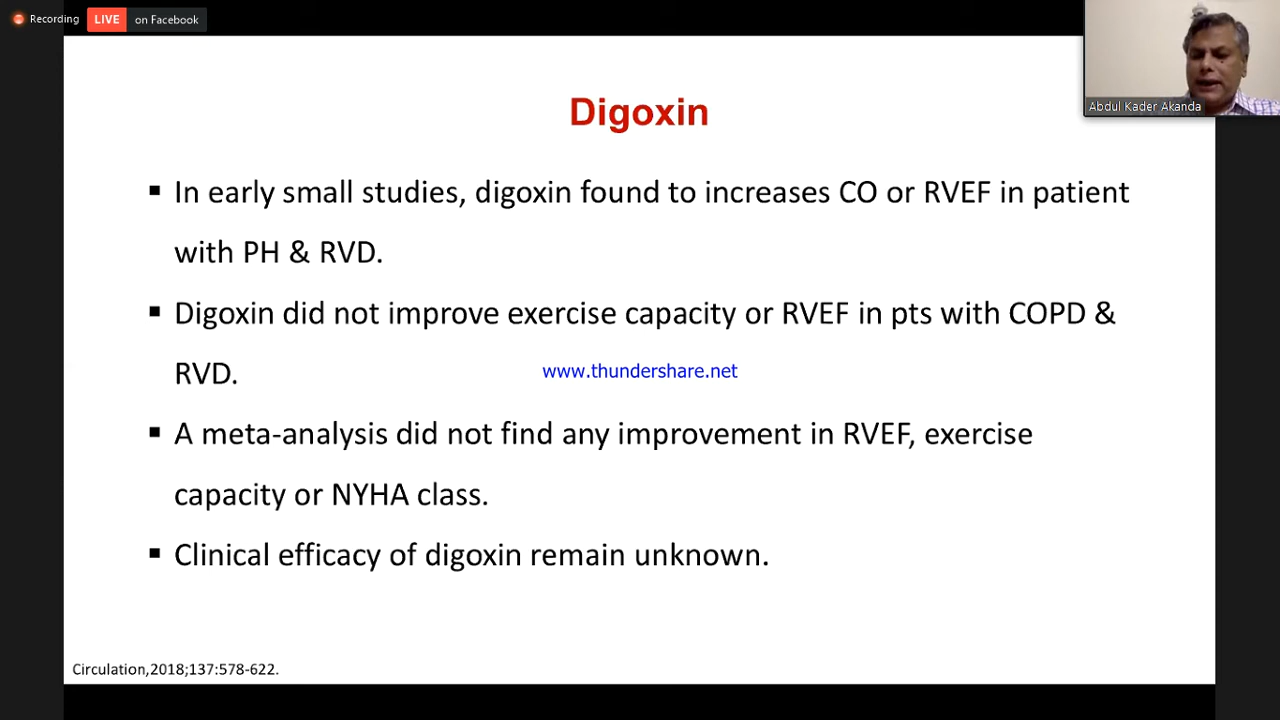 Recording
LIVE on Facebook
Abdul Kader Akanda
Digoxin
▪ In early small studies, digoxin found to increases CO or RVEF in patient
with PH & RVD.
▪ Digoxin did not improve exercise capacity or RVEF in pts with COPD &
RVD.
www.thundershare.net
▪ A meta-analysis did not find any improvement in RVEF, exercise
capacity or NYHA class.
▪ Clinical efficacy of digoxin remain unknown.
Circulation,2018;137:578-622.